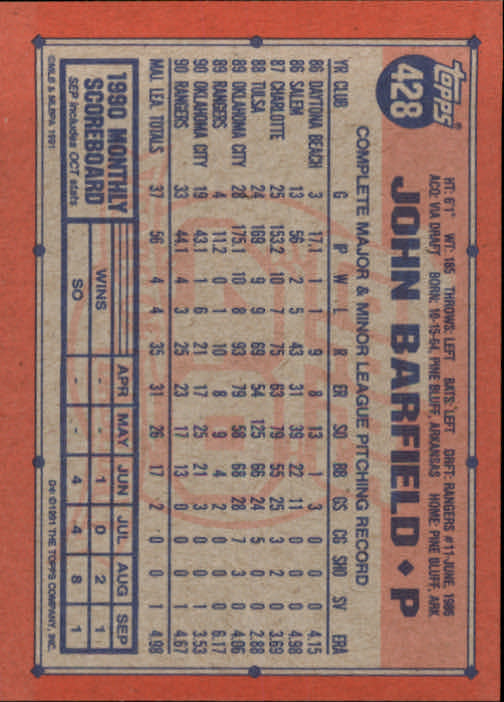 topps®
428
JOHN BARFIELD • P
HT: 6'1" WT: 185 THROWS: LEFT BATS: LEFT DRFT: RANGERS #11-JUNE, 1986
ACQ: VIA DRAFT BORN: 10-15-64, PINE BLUFF, ARKANSAS HOME: PINE BLUFF, ARK
COMPLETE MAJOR & MINOR LEAGUE PITCHING RECORD
YR CLUB G IP W L R ER SO BB GS CG SHO SV ERA
86 DAYTONA BEACH 3 17.1 1 1 9 8 13 1 3 0 0 0 4.15
86 SALEM 13 56 2 5 43 31 39 22 11 0 0 0 4.98
87 CHARLOTTE 25 153.2 10 7 75 63 79 55 25 3 2 0 3.69
88 TULSA 24 169 9 9 69 54 125 66 24 5 0 0 2.88
89 OKLAHOMA CITY 28 175.1 10 8 93 79 58 68 28 7 3 0 4.06
89 RANGERS 4 11.2 0 1 10 8 9 4 2 0 0 0 6.17
90 OKLAHOMA CITY 19 43.1 1 6 21 17 25 21 3 0 0 1 3.53
90 RANGERS 33 44.1 4 3 25 23 17 13 0 0 0 1 4.67
MAJ. LEA. TOTALS 37 56 4 4 35 31 26 17 2 0 0 1 4.98
1990 MONTHLY SCOREBOARD
SEP includes OCT stats
APR MAY JUN JUL AUG SEP
WINS - - 1 0 2 1
SO - - 4 4 8 1
©MLB & MLBPA 1991
D* ©1991 THE TOPPS COMPANY, INC.